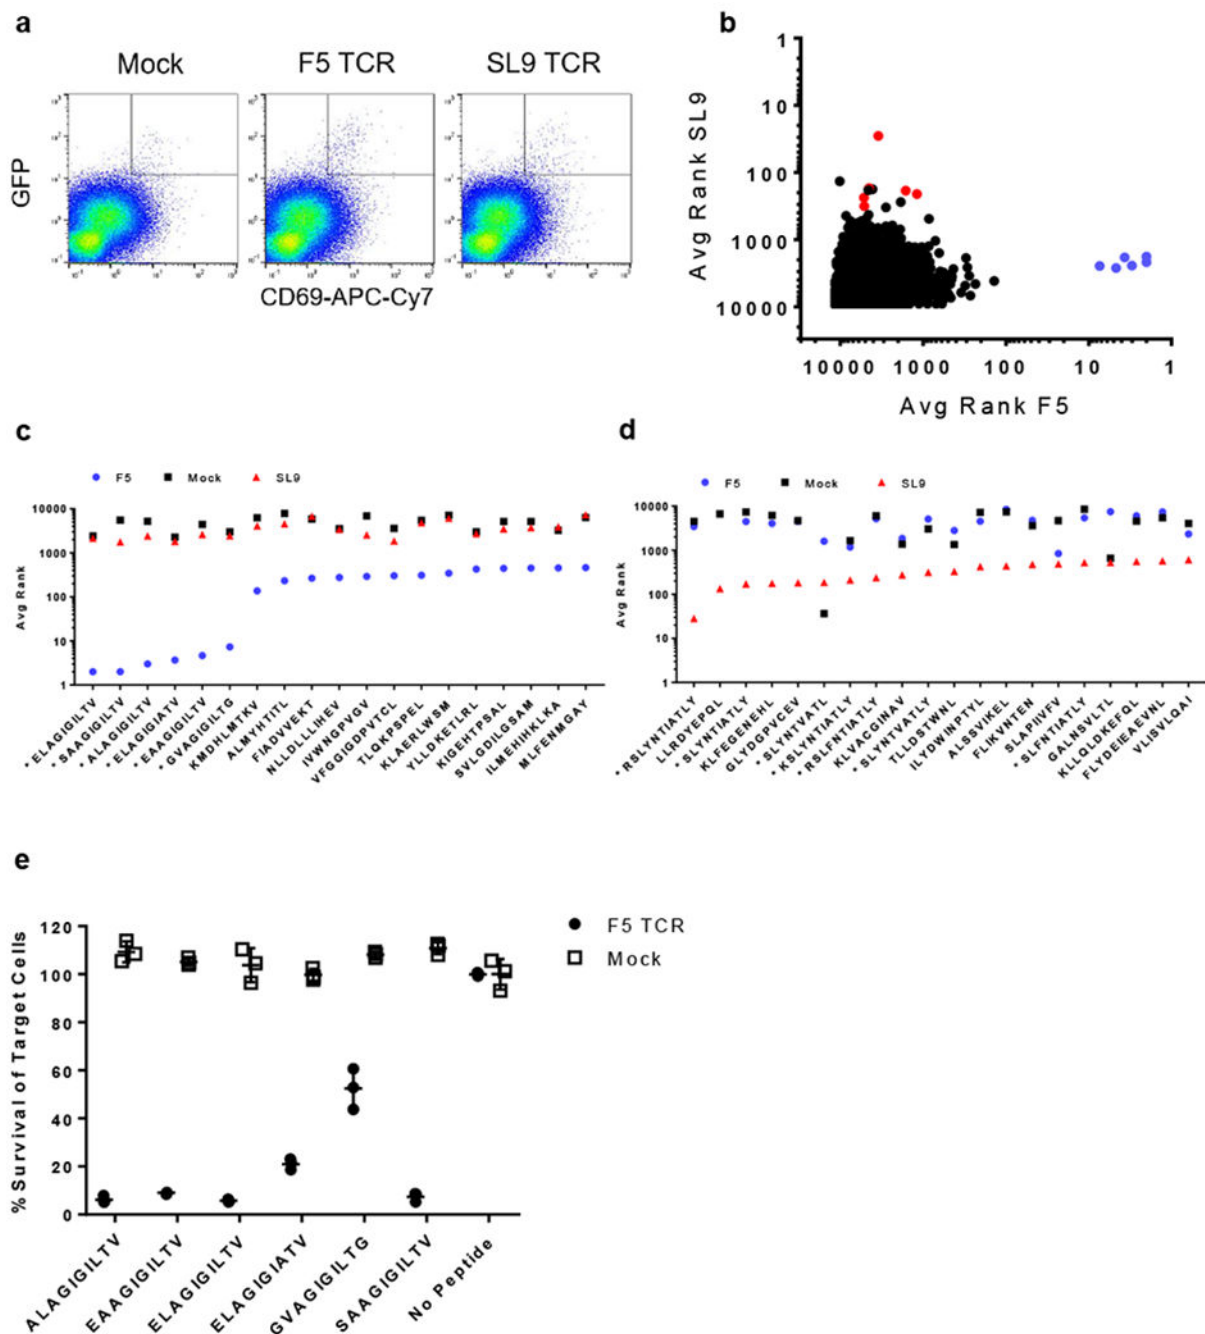 a
b
Mock
F5 TCR
SL9 TCR
GFP
CD69-APC-Cy7
Avg Rank SL9
1
10
100
1000
10000
10000 1000 100 10 1
Avg Rank F5
c
F5 Mock SL9
Avg Rank
10000
1000
100
10
1
*ELAGIGILTV
*SAAGIGILTV
*ALAGIGILTV
*ELAGIGIATV
*EAAGIGILTV
*GVAGIGILTG
KMDHLMTKV
ALMYHTITL
FIADVVEKT
NLLDLLLIHEV
IVWNGPVGV
VFGGIGDPVTCL
TLQKPSPEL
KLAERLWSM
YLLDKETLRL
KIGEHTPSAL
SVLGDIGILSAM
ILMEHIHKLKA
MLFENMGAY
d
F5 Mock SL9
Avg Rank
10000
1000
100
10
1
*RSLYNTIATLY
LLRDYEPQL
*SLYNTIATLY
KLFEGENEHL
GLYDGPVCEV
*SLYNTVATL
*KSLYNTIATLY
*RSLFNTIATLY
KLVACGINAV
*SLYNTVATLY
TLLDSTWNL
ILYDWINPTYL
ALSSVIKEL
FLIKVNTEN
SLAPIIVFV
*SLFNTIATLY
GALNSVLTL
KLLQLDKEFQL
FLYDEIEAEVNL
VLISVLQAI
e
F5 TCR
Mock
% Survival of Target Cells
120
100
80
60
40
20
0
ALAGIGILTV
EAAGIGILTV
ELAGIGILTV
ELAGIGIATV
GVAGIGILTG
SAAGIGILTV
No Peptide